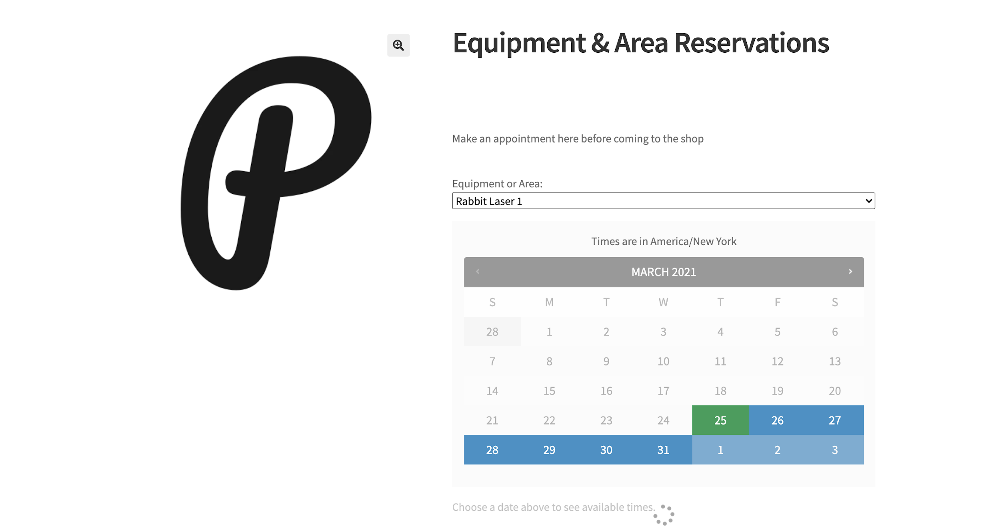 P
Equipment & Area Reservations
Make an appointment here before coming to the shop
Equipment or Area:
Rabbit Laser 1
Times are in America/New York
MARCH 2021
S M T W T F S
28 1 2 3 4 5 6
7 8 9 10 11 12 13
14 15 16 17 18 19 20
21 22 23 24 25 26 27
28 29 30 31 1 2 3
Choose a date above to see available times.